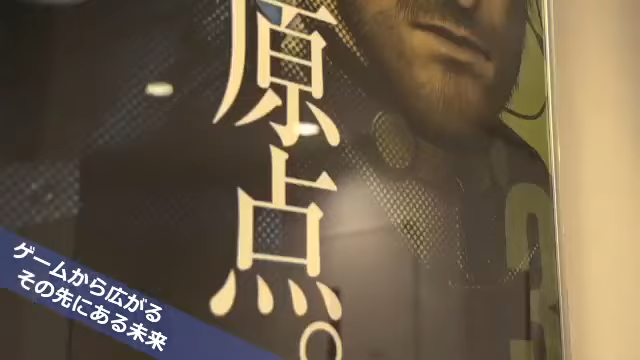 原点。
ゲームから広がる
その先にある未来